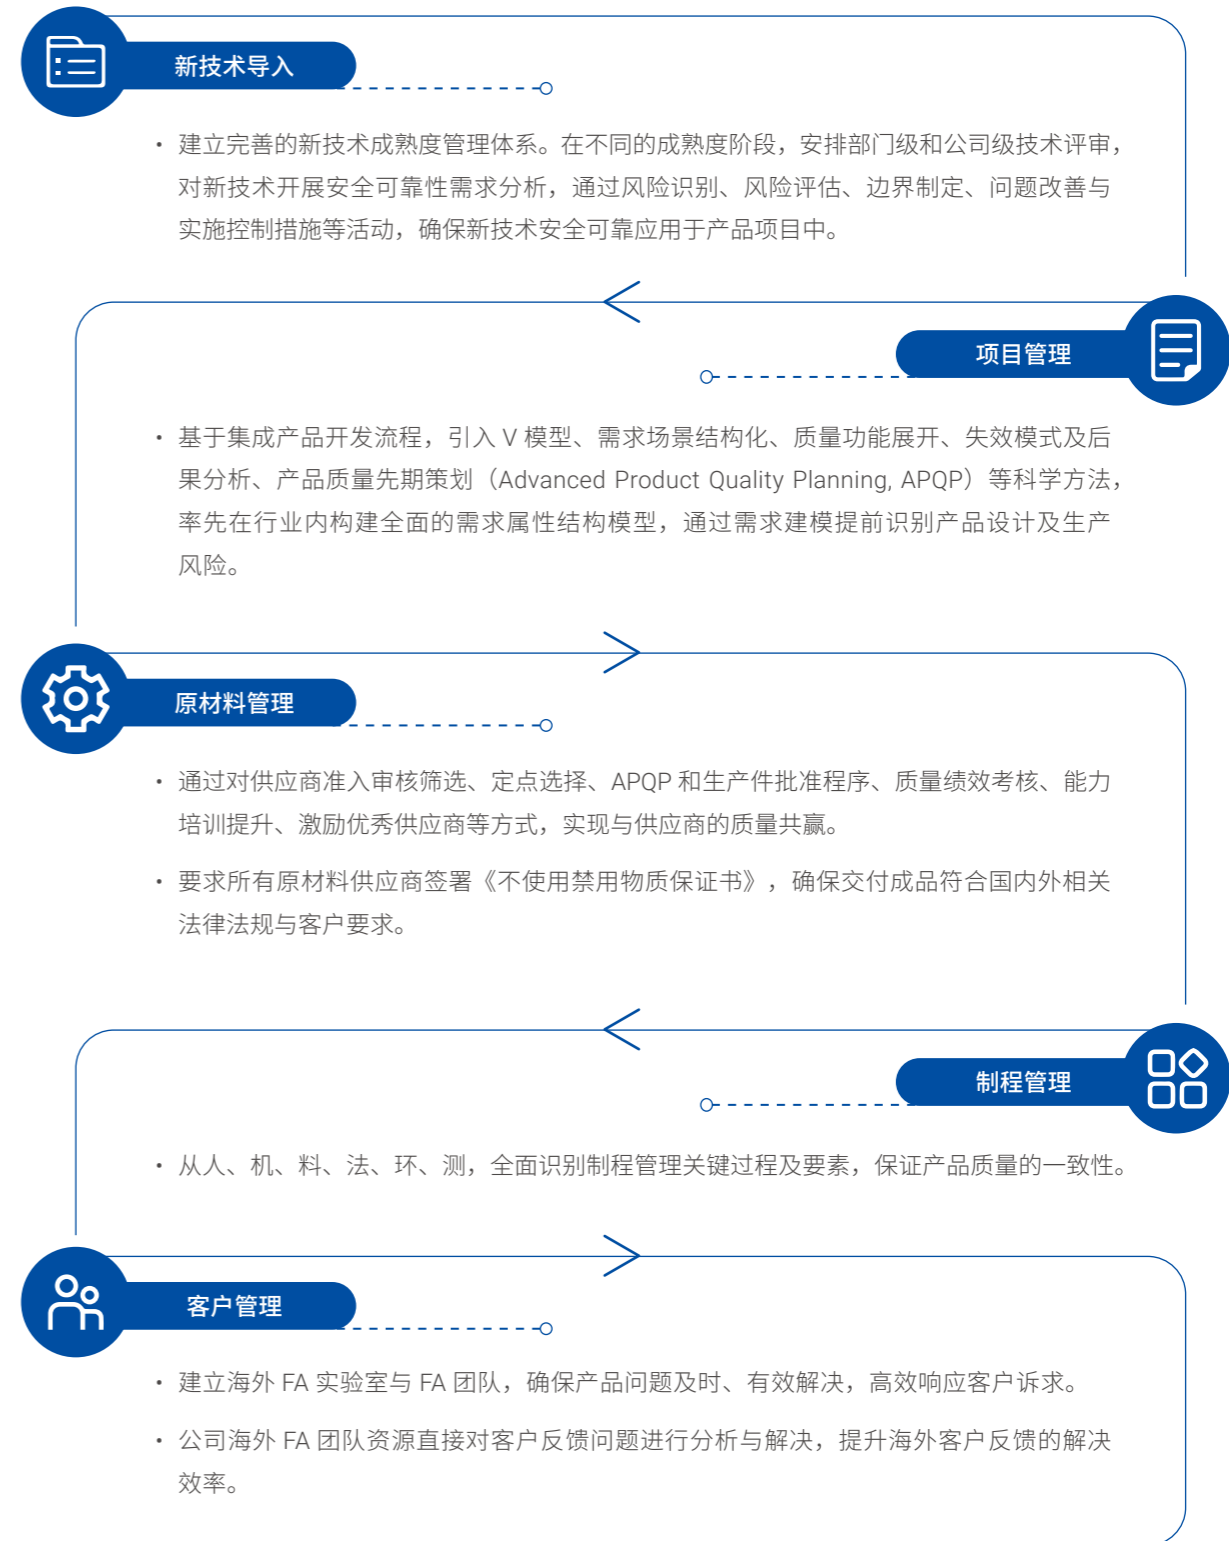 新技术导入
• 建立完善的新技术成熟度管理体系。在不同的成熟度阶段，安排部门级和公司级技术评审，
对新技术开展安全可靠性需求分析，通过风险识别、风险评估、边界制定、问题改善与
实施控制措施等活动，确保新技术安全可靠应用于产品项目中。
项目管理
• 基于集成产品开发流程，引入 V 模型、需求场景结构化、质量功能展开、失效模式及后
果分析、产品质量先期策划（Advanced Product Quality Planning, APQP）等科学方法，
率先在行业内构建全面的需求属性结构模型，通过需求建模提前识别产品设计及生产
风险。
原材料管理
• 通过对供应商准入审核筛选、定点选择、APQP 和生产件批准程序、质量绩效考核、能力
培训提升、激励优秀供应商等方式，实现与供应商的质量共赢。
• 要求所有原材料供应商签署《不使用禁用物质保证书》，确保交付成品符合国内外相关
法律法规与客户要求。
制程管理
• 从人、机、料、法、环、测，全面识别制程管理关键过程及要素，保证产品质量的一致性。
客户管理
• 建立海外 FA 实验室与 FA 团队，确保产品问题及时、有效解决，高效响应客户诉求。
• 公司海外 FA 团队资源直接对客户反馈问题进行分析与解决，提升海外客户反馈的解决
效率。